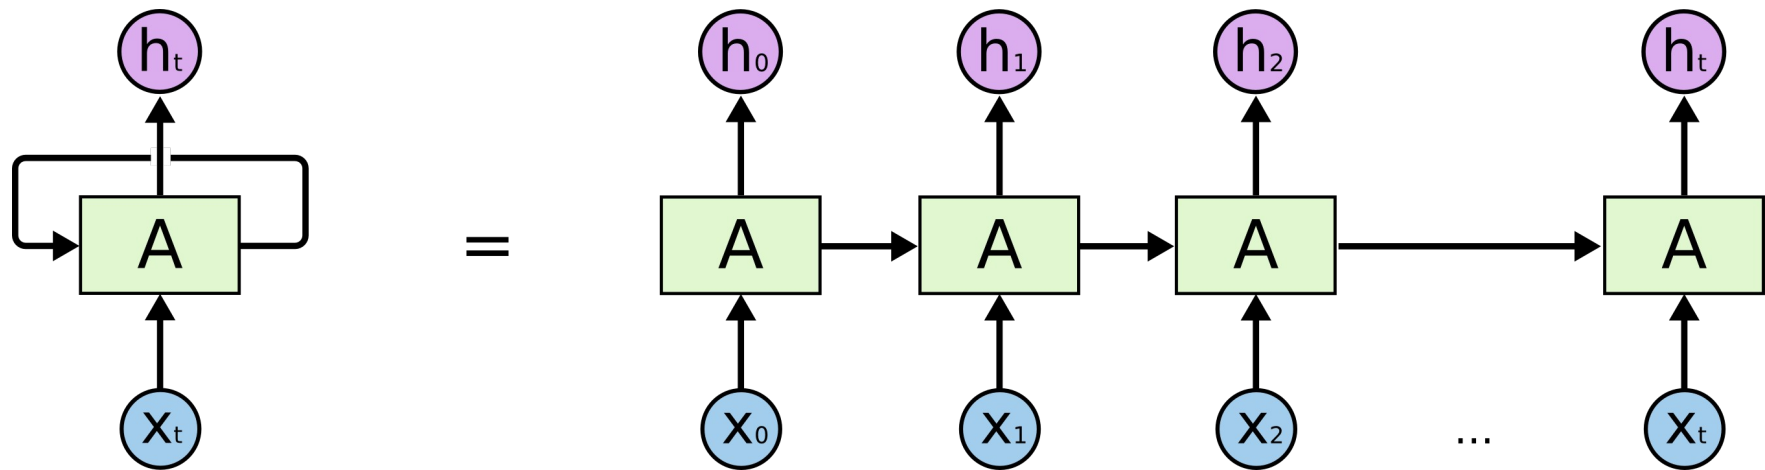 hₜ h₀ h₁ h₂ hₜ
A = A A A A
xₜ x₀ x₁ x₂ ... xₜ